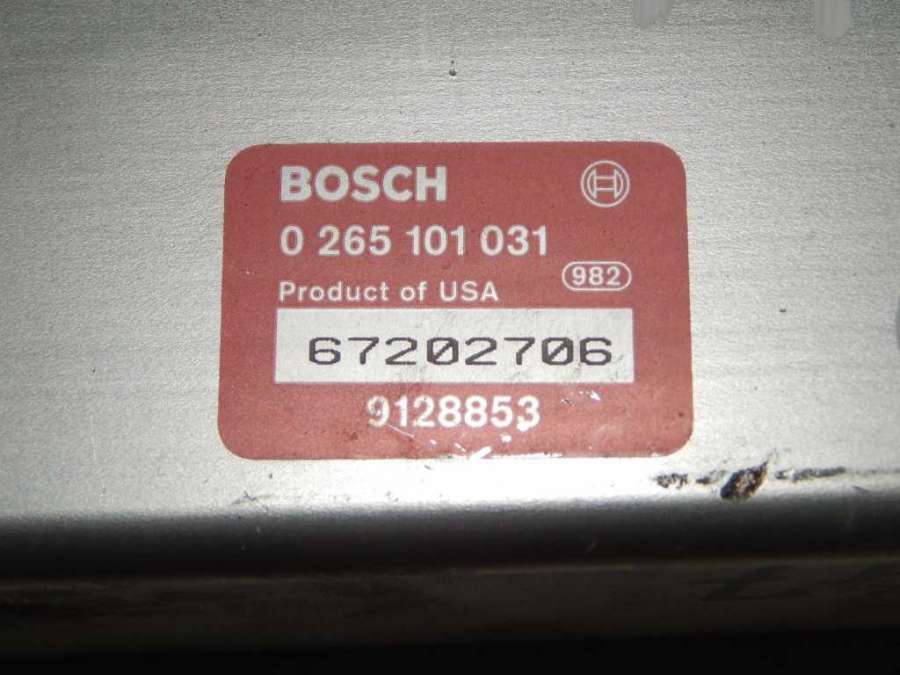 BOSCH
0 265 101 031
982
Product of USA
67202706
9128853